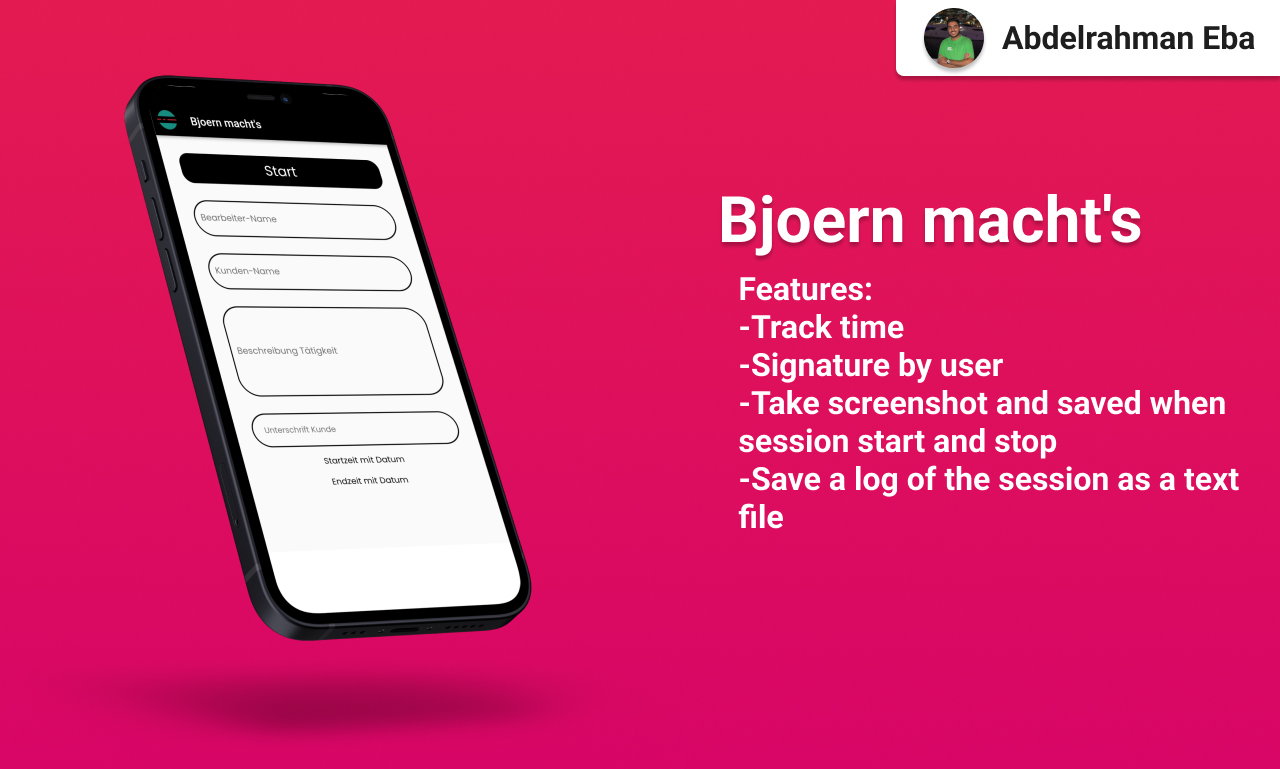 Abdelrahman Eba
Bjoern macht's
Start
Bearbeiter-Name
Kunden-Name
Beschreibung Tätigkeit
Unterschrift Kunde
Startzeit mit Datum
Endzeit mit Datum
Bjoern macht's
Features:
-Track time
-Signature by user
-Take screenshot and saved when
session start and stop
-Save a log of the session as a text
file